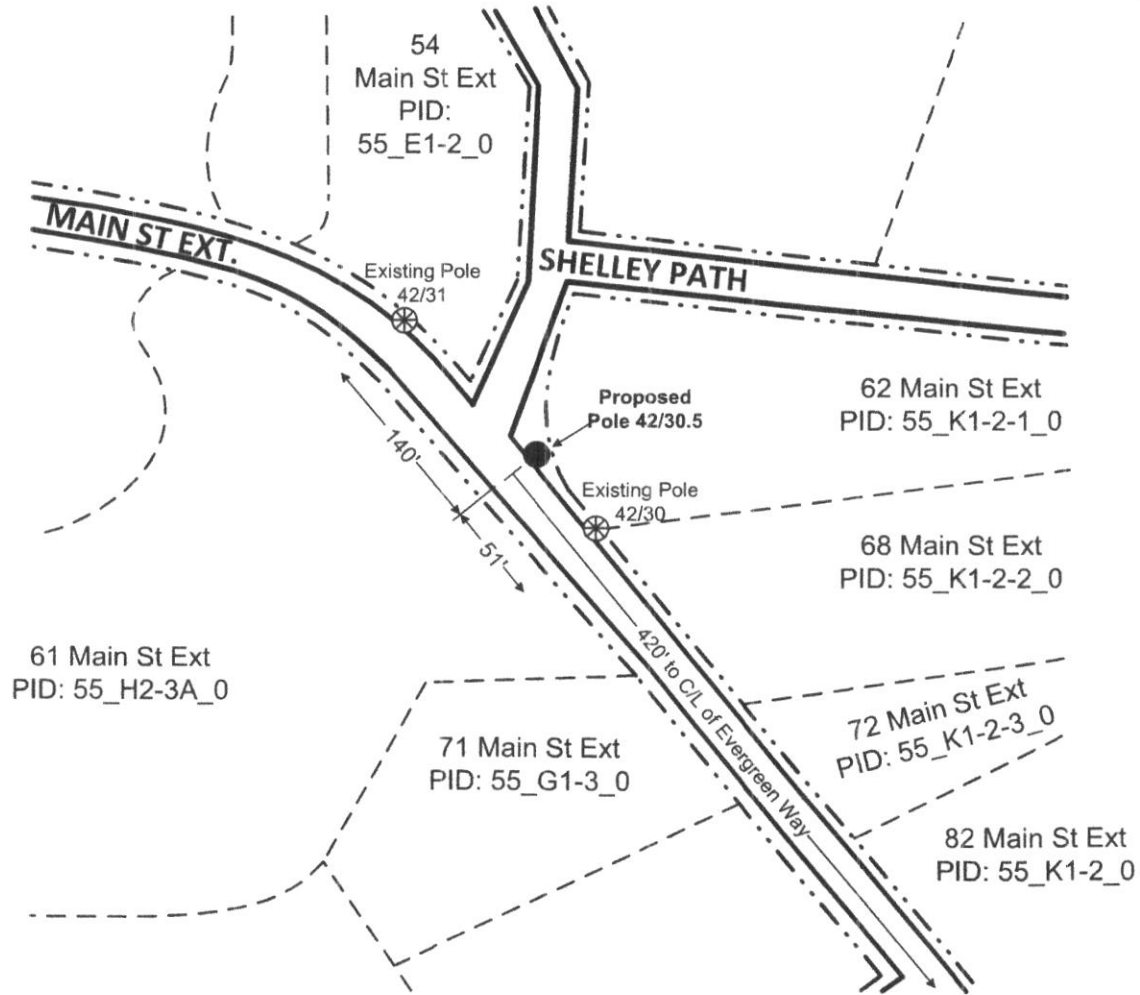 54
Main St Ext
PID:
55_E1-2_0
MAIN ST EXT.
Existing Pole
42/31
SHELLEY PATH
62 Main St Ext
PID: 55_K1-2-1_0
Proposed
Pole 42/30.5
140'
51'
Existing Pole
42/30
68 Main St Ext
PID: 55_K1-2-2_0
420' to C/L of Evergreen Way
61 Main St Ext
PID: 55_H2-3A_0
71 Main St Ext
PID: 55_G1-3_0
72 Main St Ext
PID: 55_K1-2-3_0
82 Main St Ext
PID: 55_K1-2_0